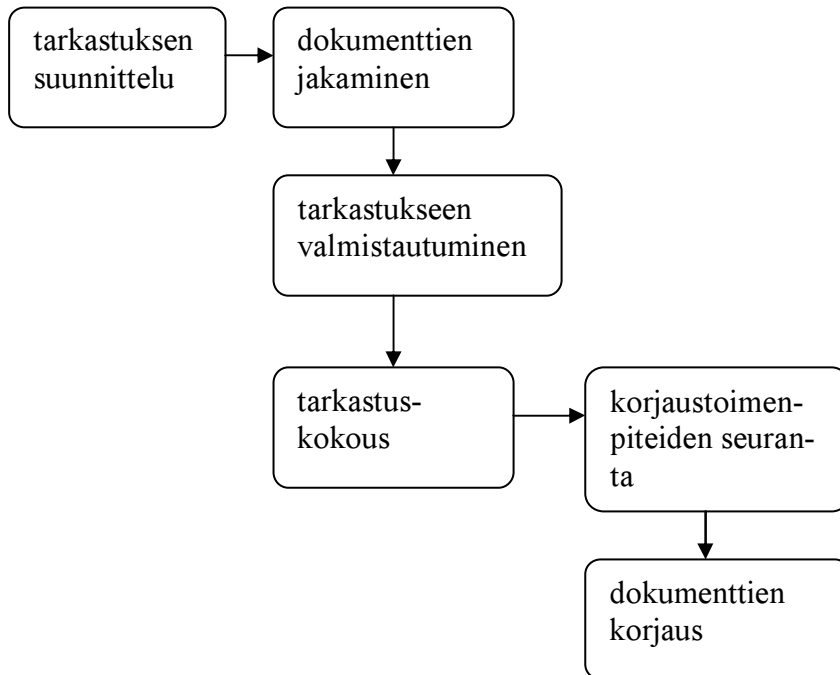 tarkastuksen
suunnittelu
dokumenttien
jakaminen
tarkastukseen
valmistautuminen
tarkastus-
kokous
korjaustoimen-
piteiden seuran-
ta
dokumenttien
korjaus